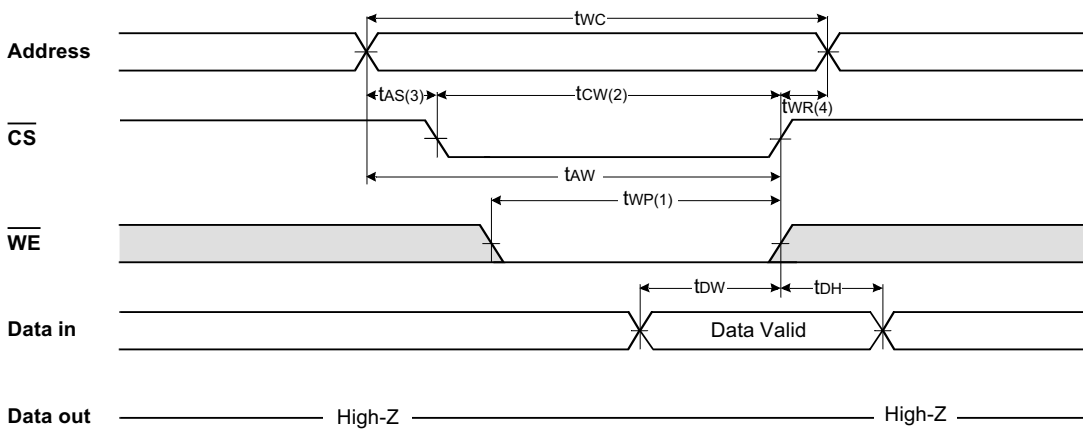 tWC
Address
tAS(3) tCW(2) tWR(4)
CS
tAW
tWP(1)
WE
tDW tDH
Data in Data Valid
Data out High-Z High-Z